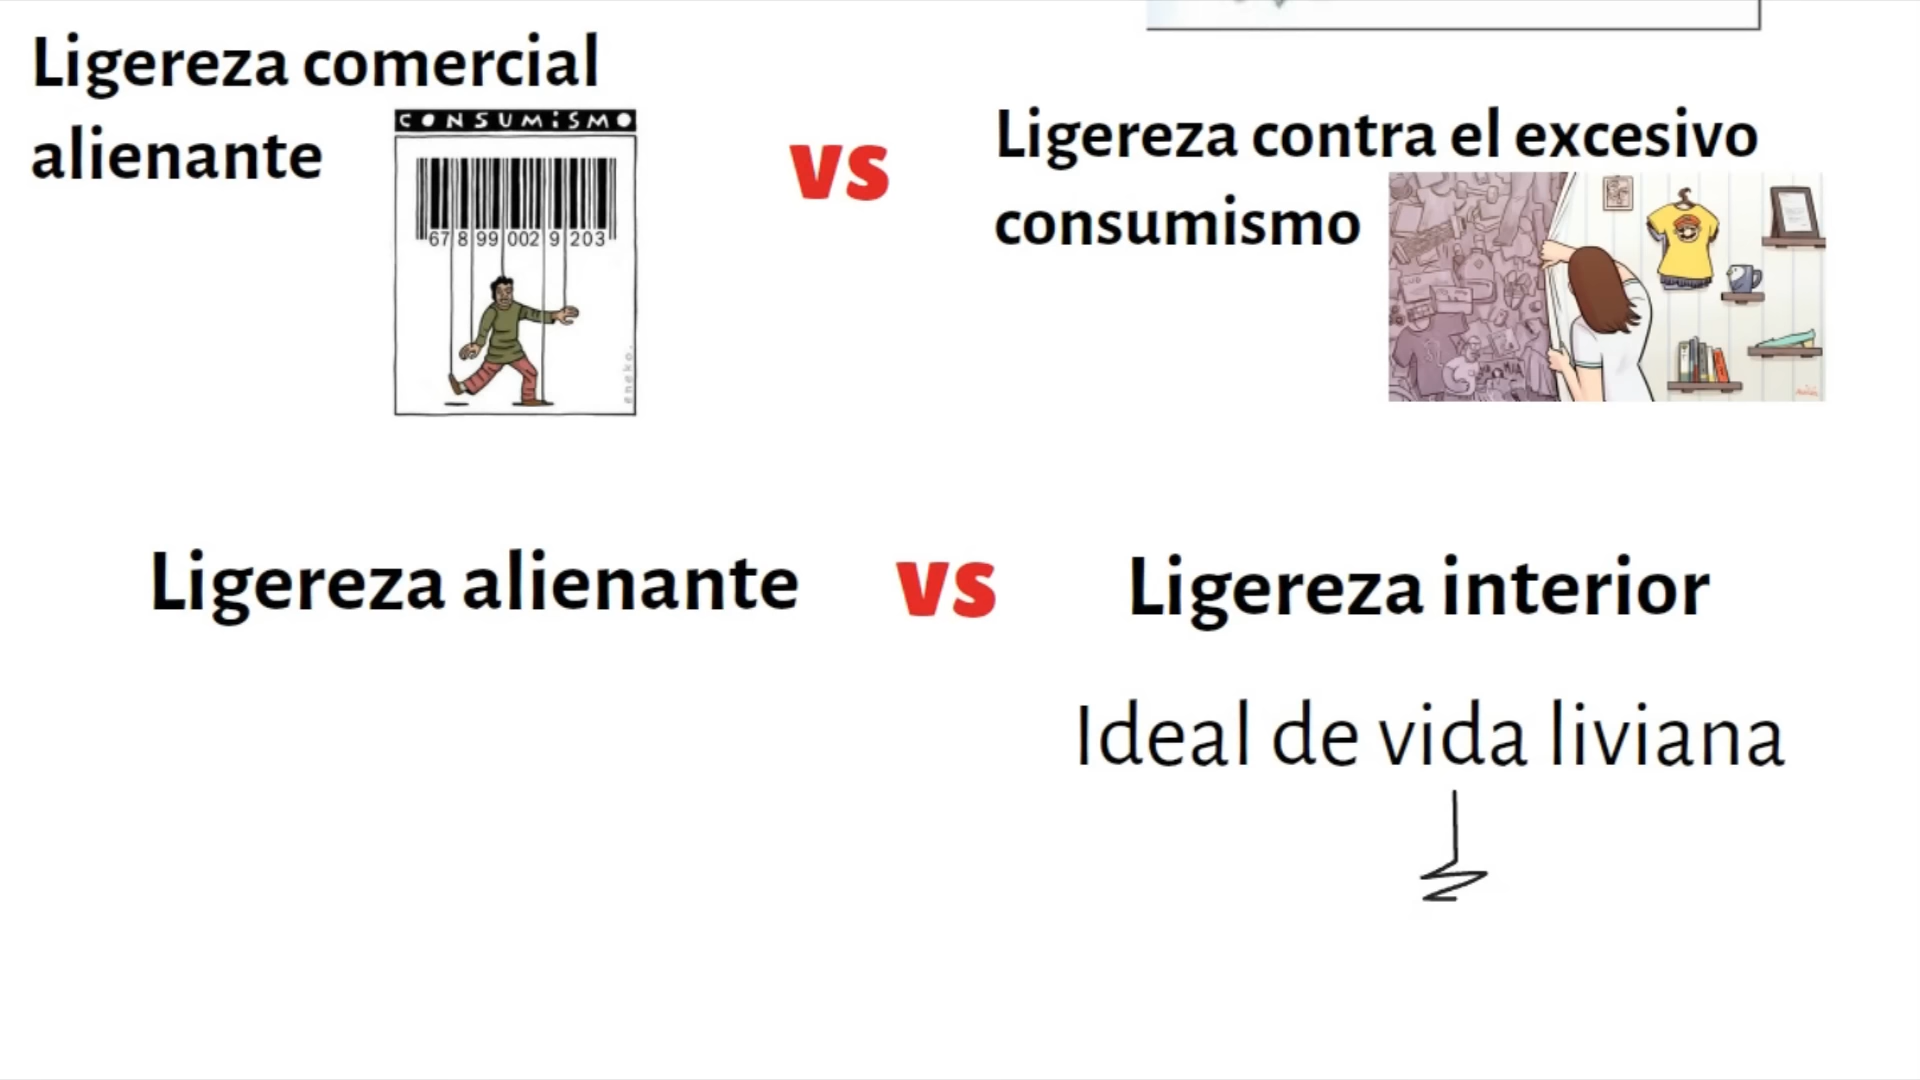 Ligereza comercial
alienante
CONSUMiSMO
67 8 99 002 9 203
eneko.
vs
Ligereza contra el excesivo
consumismo
Ligereza alienante
vs
Ligereza interior
Ideal de vida liviana